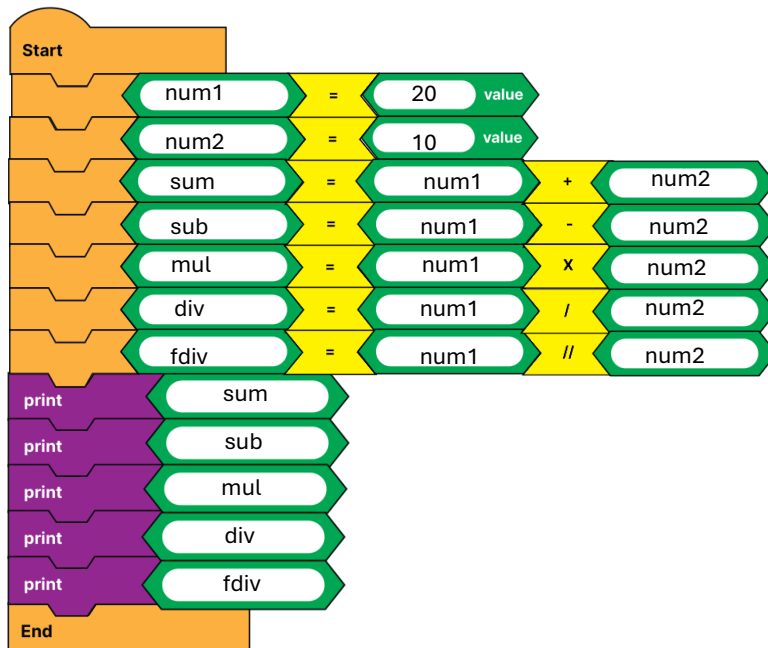 Start
num1 = 20 value
num2 = 10 value
sum = num1 + num2
sub = num1 - num2
mul = num1 X num2
div = num1 / num2
fdiv = num1 // num2
print sum
print sub
print mul
print div
print fdiv
End